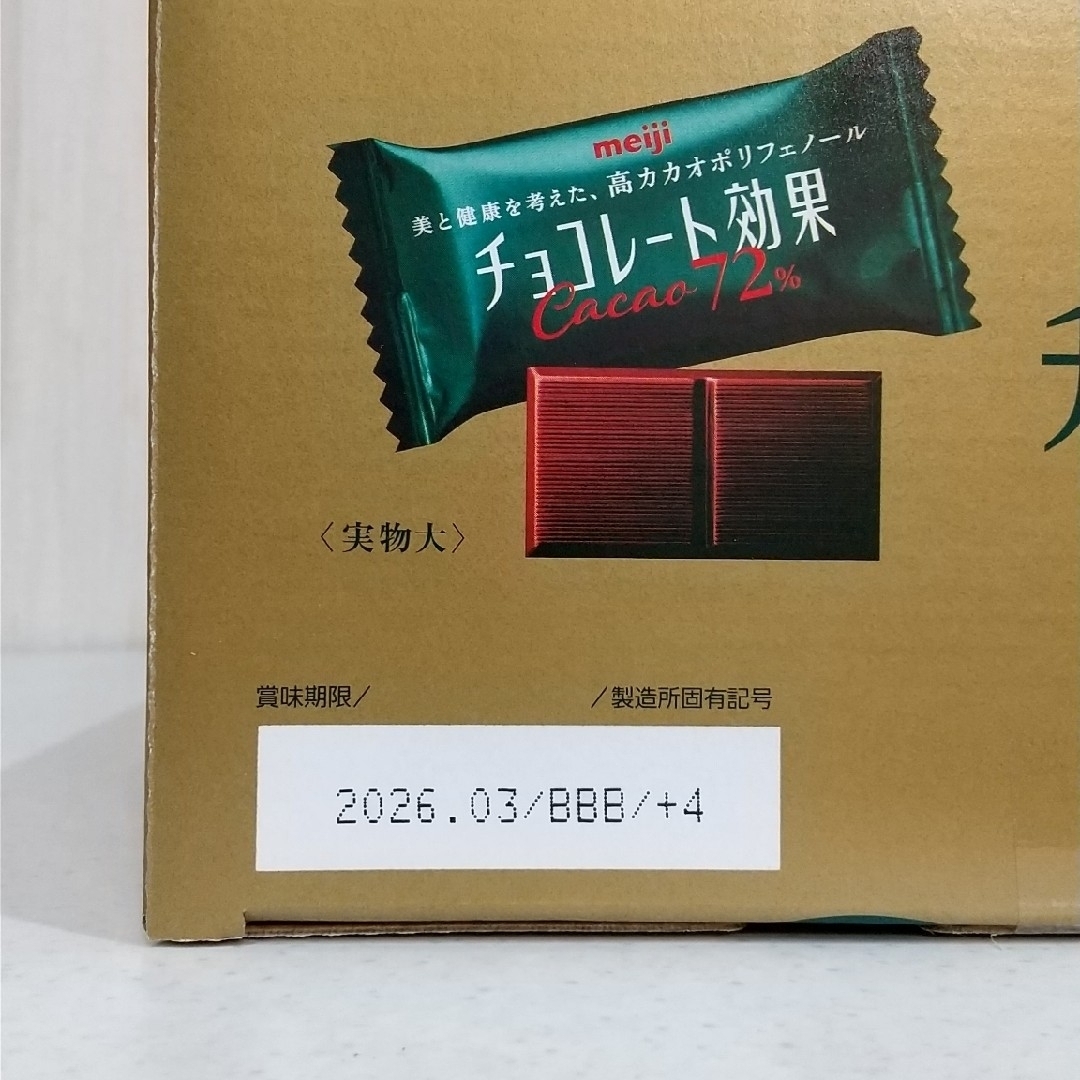 meiji
美と健康を考えた、高カカオポリフェノール
チョコレート効果
Cacao 72%
〈実物大〉
賞味期限/ /製造所固有記号
2026.03/BBB/+4